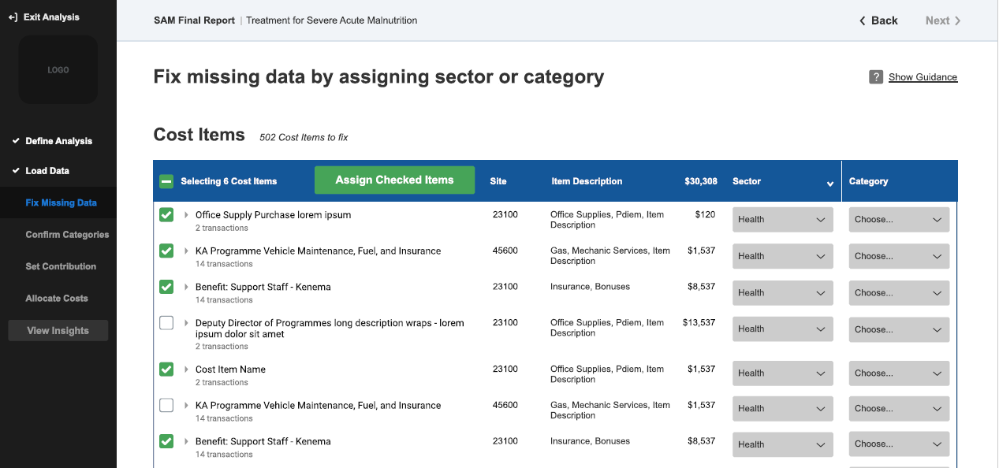 Exit Analysis
LOGO
Define Analysis
Load Data
Fix Missing Data
Confirm Categories
Set Contribution
Allocate Costs
View Insights
SAM Final Report | Treatment for Severe Acute Malnutrition
Back
Next
Fix missing data by assigning sector or category
? Show Guidance
Cost Items 502 Cost Items to fix
Selecting 6 Cost Items Assign Checked Items Site Item Description $30,308 Sector Category
Office Supply Purchase lorem ipsum 23100 Office Supplies, Pdiem, Item $120 Health Choose...
2 transactions Description
KA Programme Vehicle Maintenance, Fuel, and Insurance 45600 Gas, Mechanic Services, Item $1,537 Health Choose...
14 transactions Description
Benefit: Support Staff - Kenema 23100 Insurance, Bonuses $8,537 Health Choose...
14 transactions
Deputy Director of Programmes long description wraps - lorem 23100 Office Supplies, Pdiem, Item $13,537 Health Choose...
ipsum dolor sit amet Description
2 transactions
Cost Item Name 23100 Office Supplies, Pdiem, Item $1,537 Health Choose...
2 transactions Description
KA Programme Vehicle Maintenance, Fuel, and Insurance 45600 Gas, Mechanic Services, Item $1,537 Health Choose...
14 transactions Description
Benefit: Support Staff - Kenema 23100 Insurance, Bonuses $8,537 Health Choose...
14 transactions